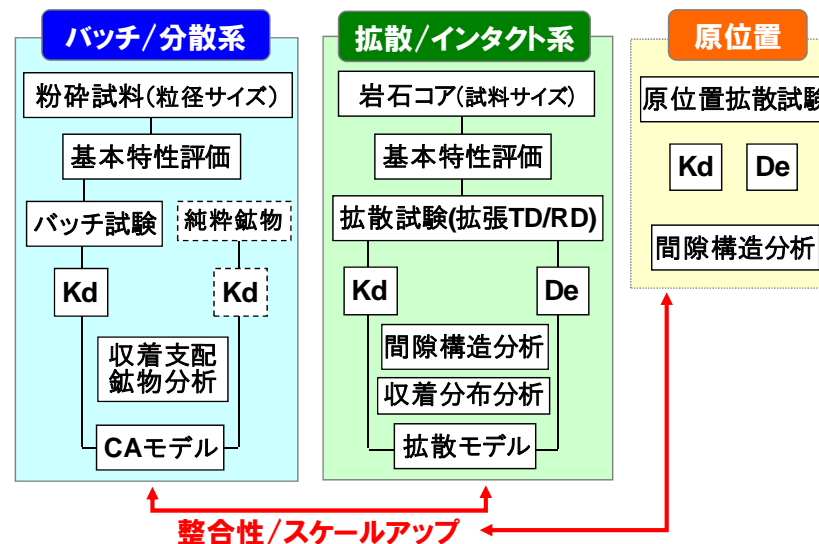 バッチ/分散系
粉砕試料(粒径サイズ)
基本特性評価
バッチ試験
純粋鉱物
Kd
Kd
収着支配
鉱物分析
CAモデル
拡散/インタクト系
岩石コア(試料サイズ)
基本特性評価
拡散試験(拡張TD/RD)
Kd
De
間隙構造分析
収着分布分析
拡散モデル
原位置
原位置拡散試験
Kd
De
間隙構造分析
整合性/スケールアップ